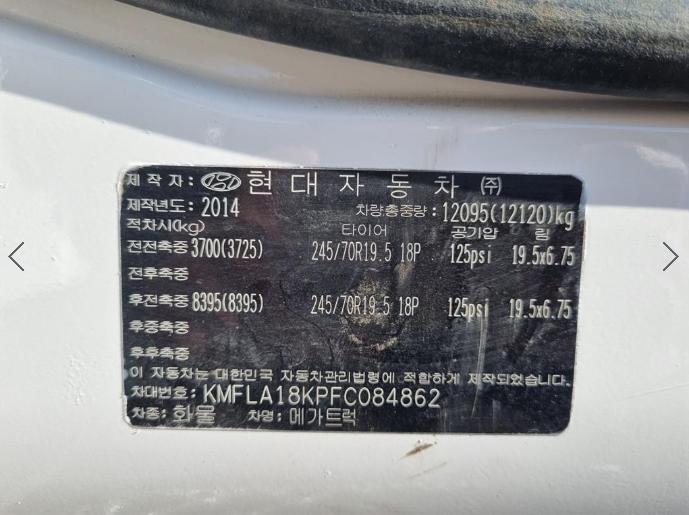 제 작 자: 현 대 자 동 차 ㈜
제작년도: 2014 차량총중량: 12095(12120)kg
적차시(kg) 타이어 공기압 림
전전축중 3700(3725) 245/70R19.5 18P 125psi 19.5x6.75
전후축중
후전축중 8395(8395) 245/70R19.5 18P 125psi 19.5x6.75
후중축중
후후축중
이 자동차는 대한민국 자동차관리법령에 적합하게 제작되었습니다.
차대번호: KMFLA18KPFC084862
차종: 화물 차명: 메가트럭